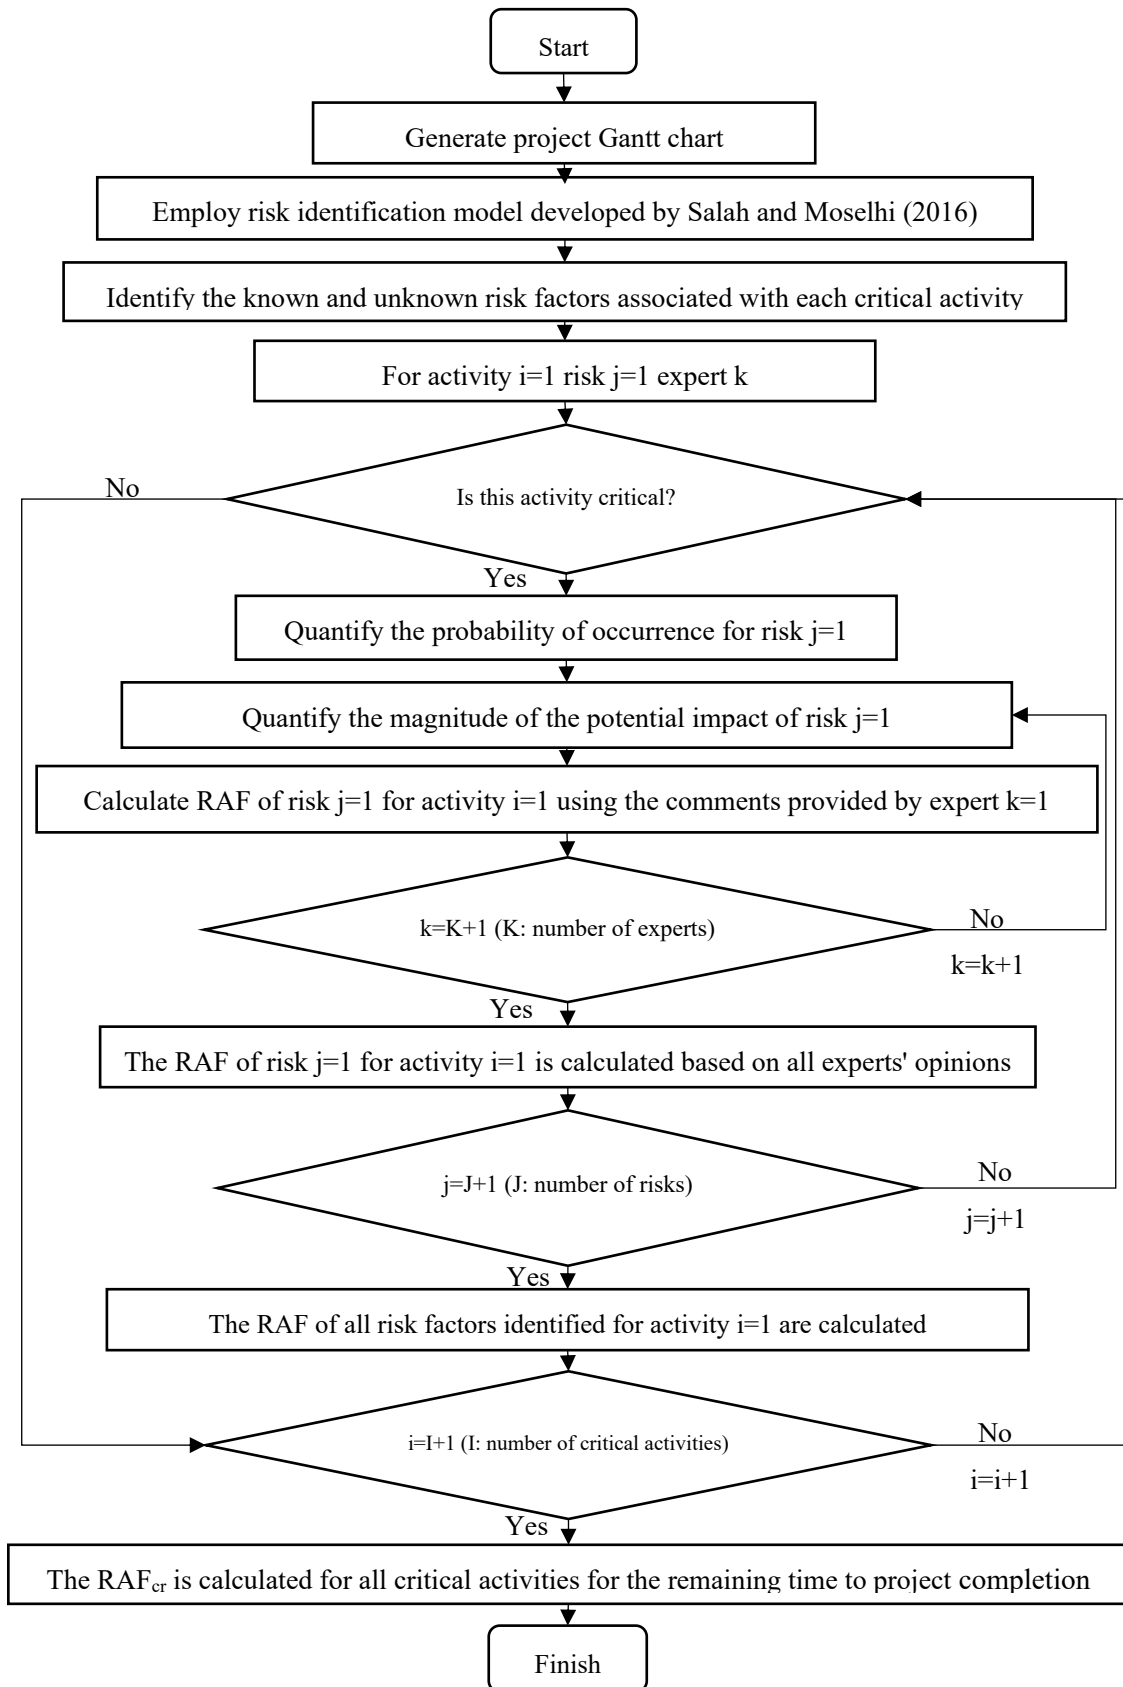 Start
Generate project Gantt chart
Employ risk identification model developed by Salah and Moselhi (2016)
Identify the known and unknown risk factors associated with each critical activity
For activity i=1 risk j=1 expert k
No
Is this activity critical?
Yes
Quantify the probability of occurrence for risk j=1
Quantify the magnitude of the potential impact of risk j=1
Calculate RAF of risk j=1 for activity i=1 using the comments provided by expert k=1
k=K+1 (K: number of experts)
No
k=k+1
Yes
The RAF of risk j=1 for activity i=1 is calculated based on all experts' opinions
j=J+1 (J: number of risks)
No
j=j+1
Yes
The RAF of all risk factors identified for activity i=1 are calculated
i=I+1 (I: number of critical activities)
No
i=i+1
Yes
The RAFcr is calculated for all critical activities for the remaining time to project completion
Finish